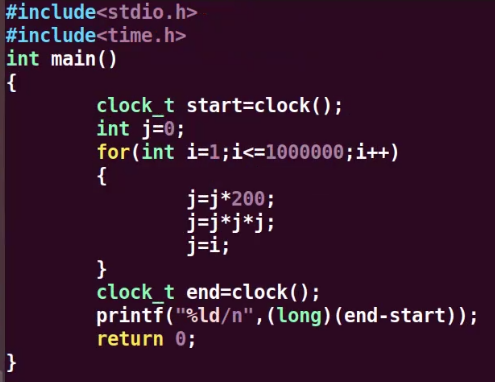 #include<stdio.h>
#include<time.h>
int main()
{
        clock_t start=clock();
        int j=0;
        for(int i=1;i<=1000000;i++)
        {
                j=j*200;
                j=j*j*j;
                j=i;
        }
        clock_t end=clock();
        printf("%ld/n",(long)(end-start));
        return 0;
}